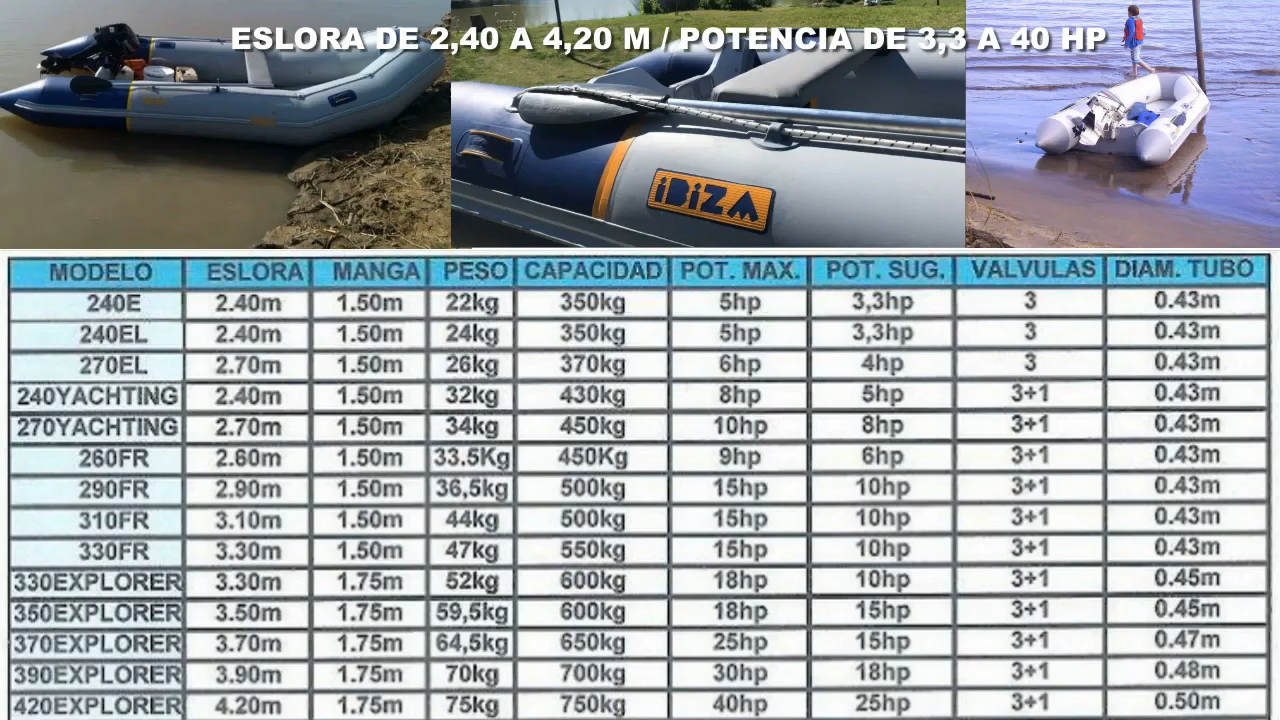 ESLORA DE 2,40 A 4,20 M / POTENCIA DE 3,3 A 40 HP
iBiZA
MODELO ESLORA MANGA PESO CAPACIDAD POT. MAX. POT. SUG. VALVULAS DIAM. TUBO
240E 2.40m 1.50m 22kg 350kg 5hp 3,3hp 3 0.43m
240EL 2.40m 1.50m 24kg 350kg 5hp 3,3hp 3 0.43m
270EL 2.70m 1.50m 26kg 370kg 6hp 4hp 3 0.43m
240YACHTING 2.40m 1.50m 32kg 430kg 8hp 5hp 3+1 0.43m
270YACHTING 2.70m 1.50m 34kg 450kg 10hp 8hp 3+1 0.43m
260FR 2.60m 1.50m 33.5Kg 450Kg 9hp 6hp 3+1 0.43m
290FR 2.90m 1.50m 36,5kg 500kg 15hp 10hp 3+1 0.43m
310FR 3.10m 1.50m 44kg 500kg 15hp 10hp 3+1 0.43m
330FR 3.30m 1.50m 47kg 550kg 15hp 10hp 3+1 0.43m
330EXPLORER 3.30m 1.75m 52kg 600kg 18hp 10hp 3+1 0.45m
350EXPLORER 3.50m 1.75m 59,5kg 600kg 18hp 15hp 3+1 0.45m
370EXPLORER 3.70m 1.75m 64,5kg 650kg 25hp 15hp 3+1 0.47m
390EXPLORER 3.90m 1.75m 70kg 700kg 30hp 18hp 3+1 0.48m
420EXPLORER 4.20m 1.75m 75kg 750kg 40hp 25hp 3+1 0.50m